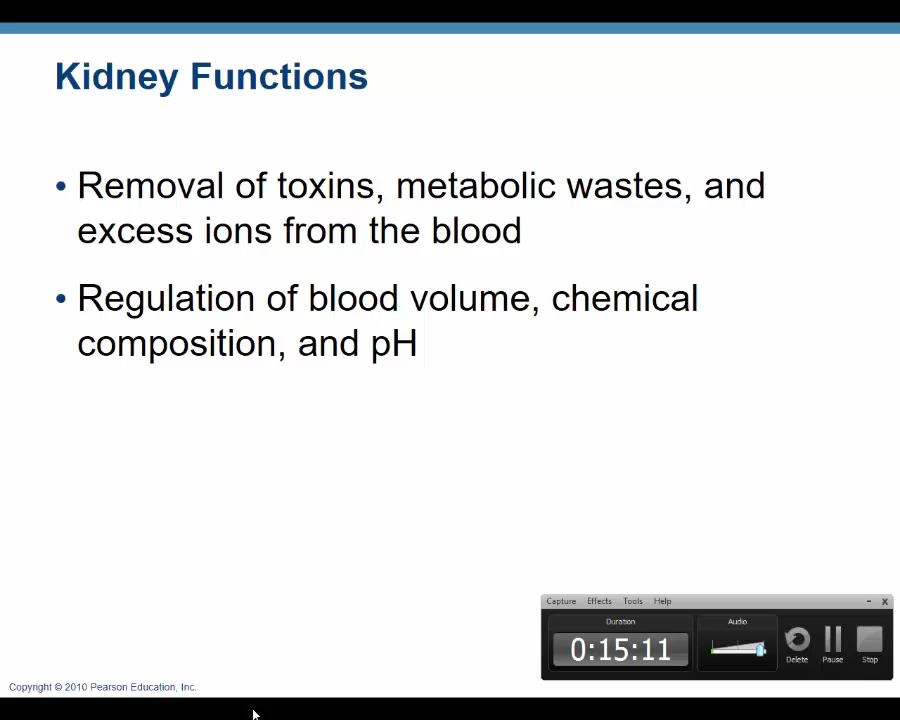 Kidney Functions
• Removal of toxins, metabolic wastes, and
excess ions from the blood
• Regulation of blood volume, chemical
composition, and pH
Capture Effects Tools Help – x
Duration Audio
0:15:11
Delete Pause Stop
Copyright © 2010 Pearson Education, Inc.